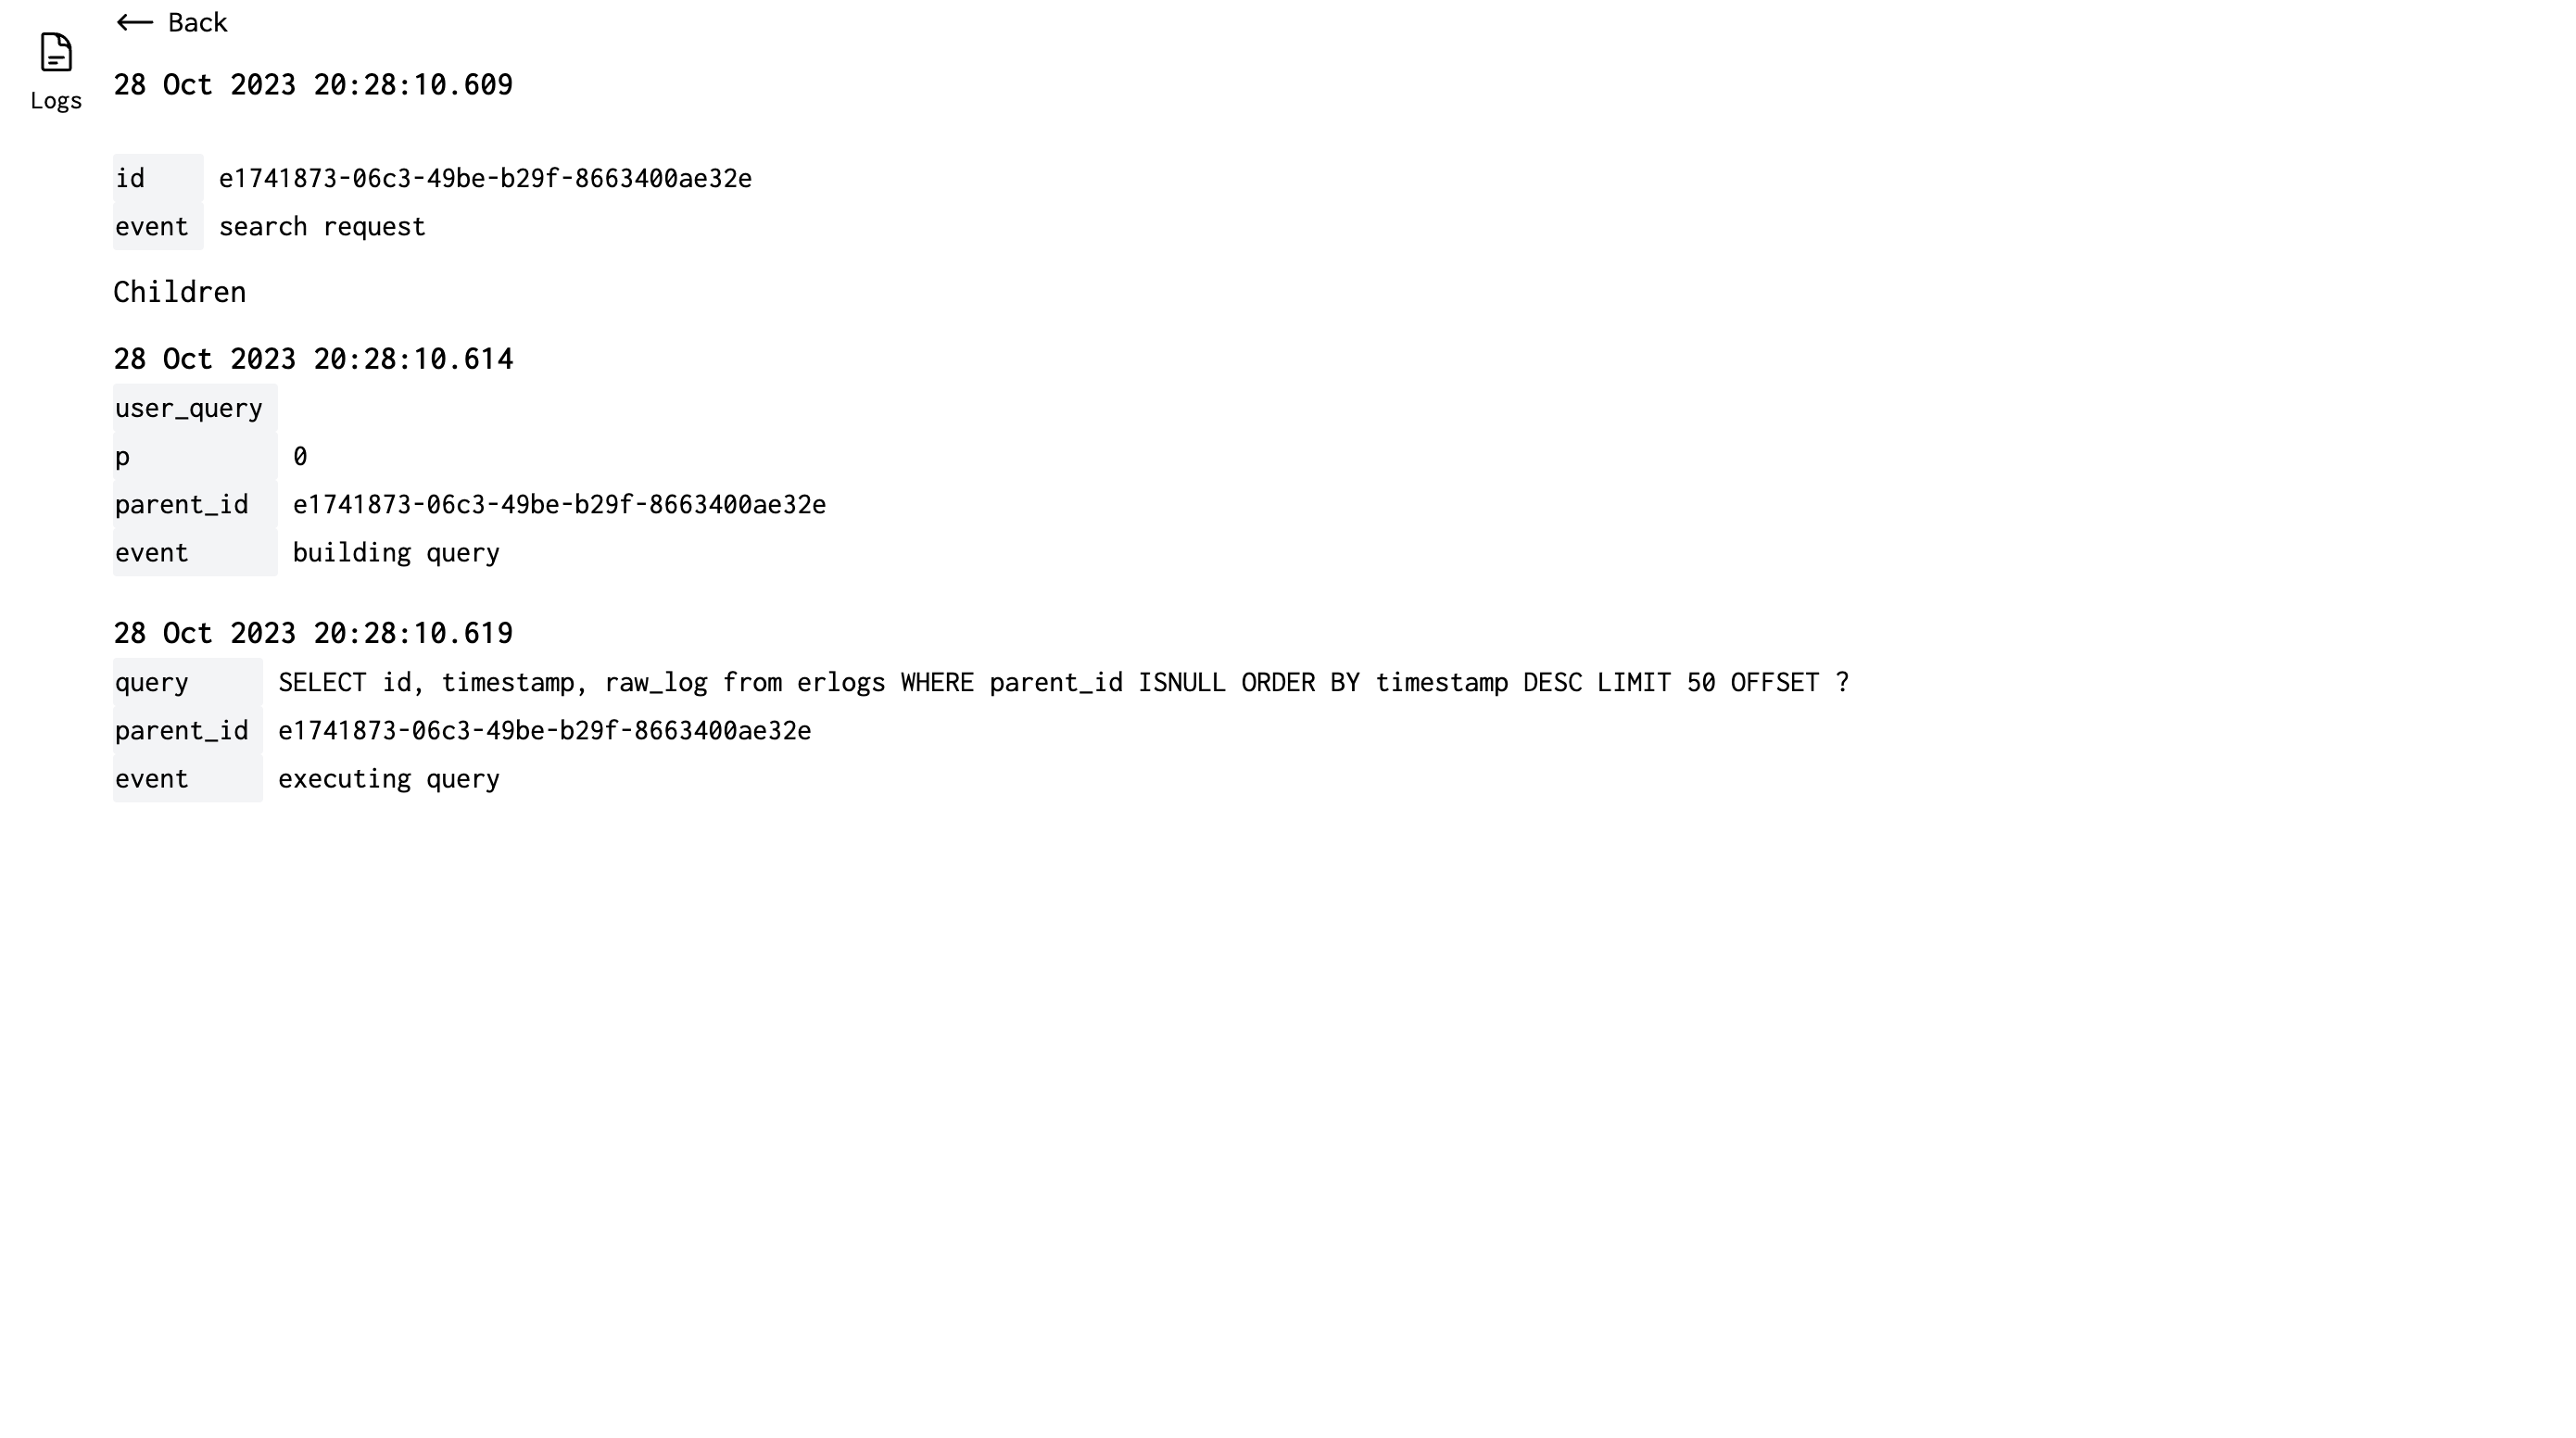 ← Back
Logs
28 Oct 2023 20:28:10.609
id e1741873-06c3-49be-b29f-8663400ae32e
event search request
Children
28 Oct 2023 20:28:10.614
user_query
p 0
parent_id e1741873-06c3-49be-b29f-8663400ae32e
event building query
28 Oct 2023 20:28:10.619
query SELECT id, timestamp, raw_log from erlogs WHERE parent_id ISNULL ORDER BY timestamp DESC LIMIT 50 OFFSET ?
parent_id e1741873-06c3-49be-b29f-8663400ae32e
event executing query